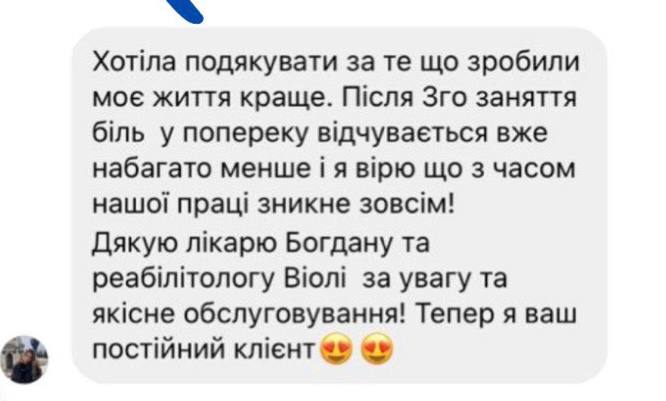 Хотіла подякувати за те що зробили
моє життя краще. Після 3го заняття
біль у попереку відчувається вже
набагато менше і я вірю що з часом
нашої праці зникне зовсім!
Дякую лікарю Богдану та
реабілітологу Віолі за увагу та
якісне обслуговування! Тепер я ваш
постійний клієнт😍 😍